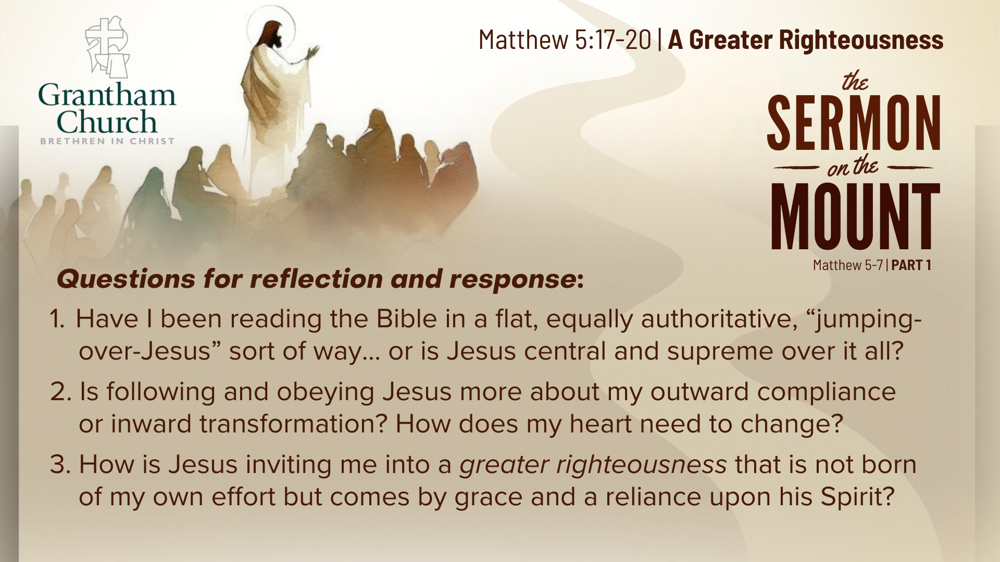 Grantham
Church
BRETHREN IN CHRIST
Matthew 5:17-20 | A Greater Righteousness
the
SERMON
on the
MOUNT
Matthew 5-7 | PART 1
Questions for reflection and response:
1. Have I been reading the Bible in a flat, equally authoritative, “jumping-
over-Jesus” sort of way... or is Jesus central and supreme over it all?
2. Is following and obeying Jesus more about my outward compliance
or inward transformation? How does my heart need to change?
3. How is Jesus inviting me into a greater righteousness that is not born
of my own effort but comes by grace and a reliance upon his Spirit?